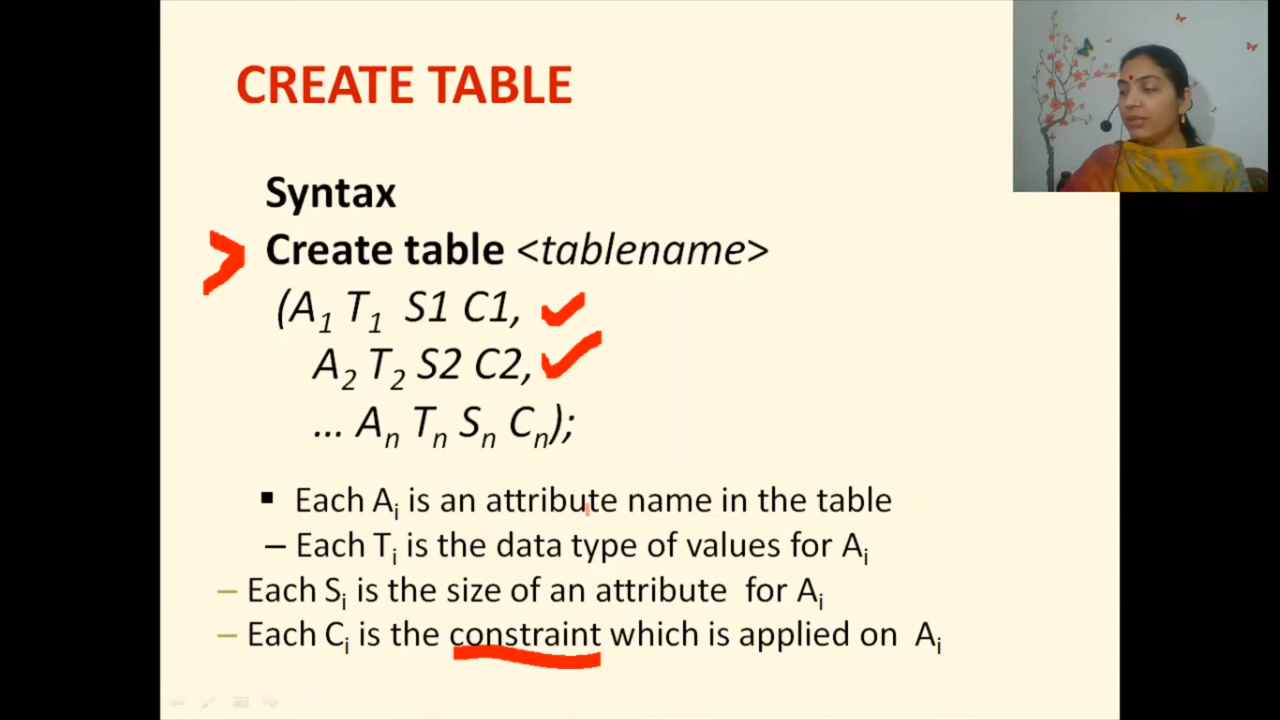 CREATE TABLE
Syntax
Create table <tablename>
(A1 T1 S1 C1,
A2 T2 S2 C2,
... An Tn Sn Cn);
▪ Each Ai is an attribute name in the table
– Each Ti is the data type of values for Ai
– Each Si is the size of an attribute for Ai
– Each Ci is the constraint which is applied on Ai